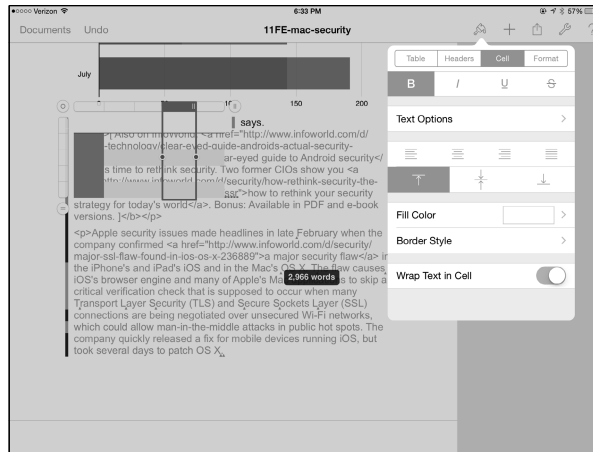 Verizon 6:33 PM 57%
Documents Undo 11FE-mac-security
Table Headers Cell Format
B I U S
Text Options
Fill Color
Border Style
Wrap Text in Cell
July
150 200
says.
[Also on InfoWorld: <a href="http://www.infoworld.com/d/
-technology/clear-eyed-guide-androids-actual-security-
ar-eyed guide to Android security</
s time to rethink security. Two former CIOs show you <a
http://www.infoworld.com/d/security/how-rethink-security-the-
ssr">how to rethink your security
strategy for today's world</a>. Bonus: Available in PDF and e-book
versions. ]</b></p>
<p>Apple security issues made headlines in late February when the
company confirmed <a href="http://www.infoworld.com/d/security/
major-ssl-flaw-found-in-ios-os-x-236889">a major security flaw</a> in
the iPhone's and iPad's iOS and in the Mac's OS X. The flaw causes
iOS's browser engine and many of Apple's Ma s to skip a
2,966 words
critical verification check that is supposed to occur when many
Transport Layer Security (TLS) and Secure Sockets Layer (SSL)
connections are being negotiated over unsecured Wi-Fi networks,
which could allow man-in-the-middle attacks in public hot spots. The
company quickly released a fix for mobile devices running iOS, but
took several days to patch OS X.